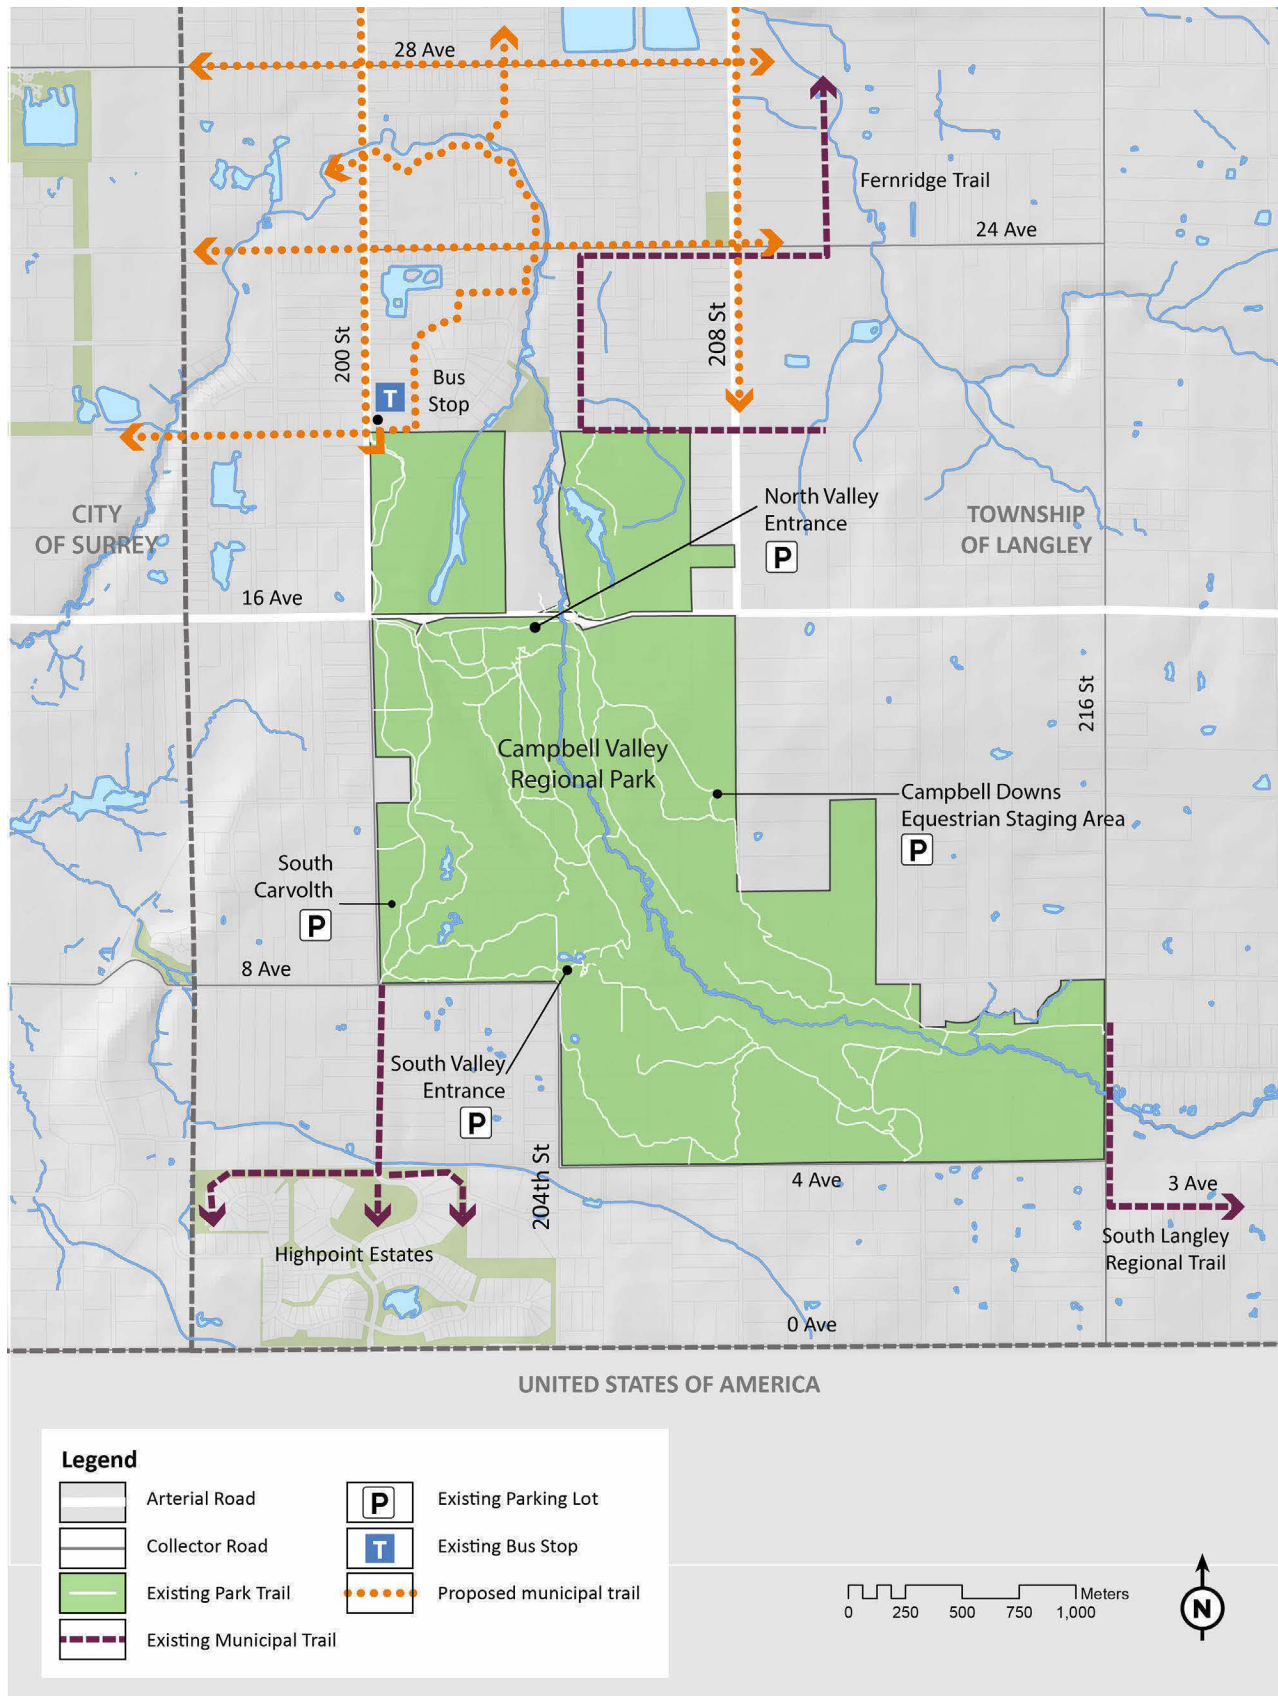 28 Ave
Fernridge Trail
24 Ave
200 St
208 St
T
Bus
Stop
CITY
OF SURREY
North Valley
Entrance
P
TOWNSHIP
OF LANGLEY
16 Ave
216 St
Campbell Valley
Regional Park
Campbell Downs
Equestrian Staging Area
P
South
Carvolth
P
8 Ave
South Valley
Entrance
P
204th St
4 Ave
3 Ave
South Langley
Regional Trail
Highpoint Estates
0 Ave
UNITED STATES OF AMERICA
Legend
Arterial Road
P
Existing Parking Lot
Collector Road
T
Existing Bus Stop
Existing Park Trail
Proposed municipal trail
Existing Municipal Trail
Meters
0 250 500 750 1,000
N